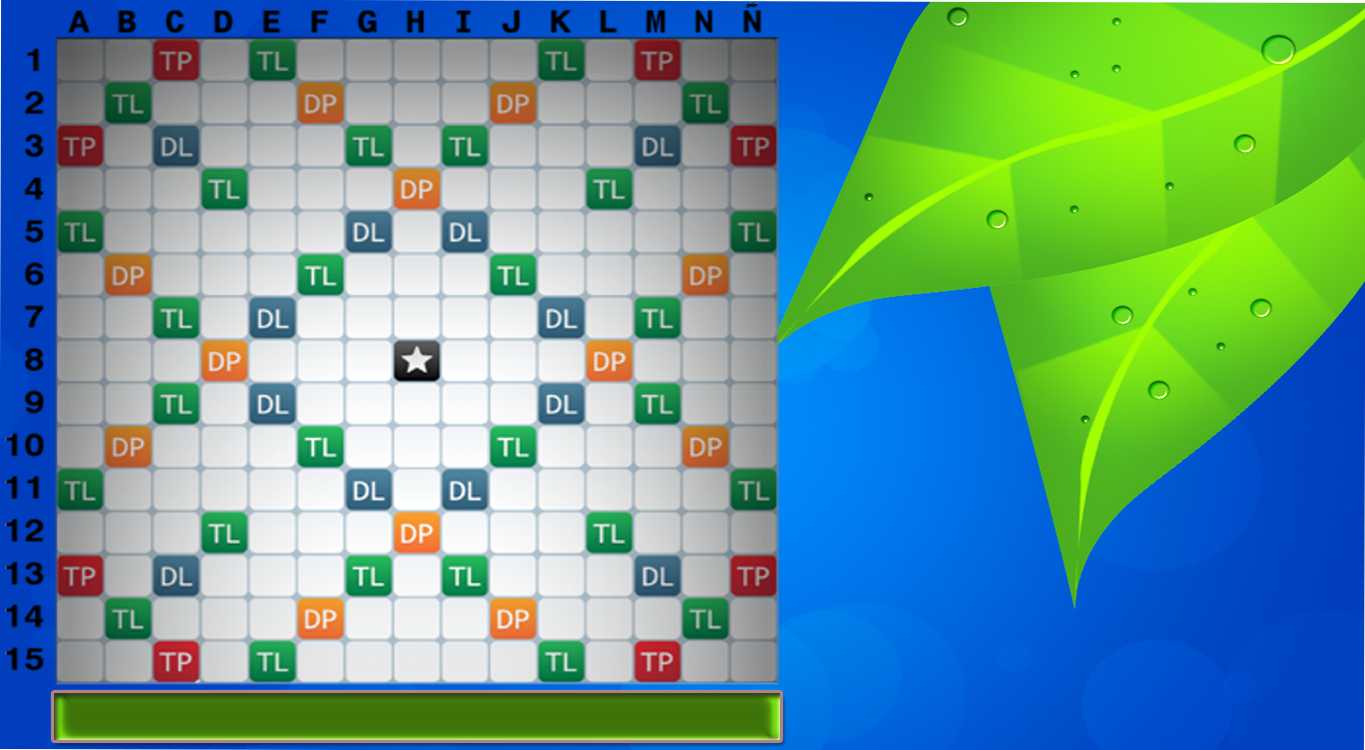 A B C D E F G H I J K L M N Ñ
1 TP TL TL TP
2 TL DP DP TL
3 TP DL TL TL DL TP
4 TL DP TL
5 TL DL DL TL
6 DP TL TL DP
7 TL DL DL TL
8 DP DP
9 TL DL DL TL
10 DP TL TL DP
11 TL DL DL TL
12 TL DP TL
13 TP DL TL TL DL TP
14 TL DP DP TL
15 TP TL TL TP